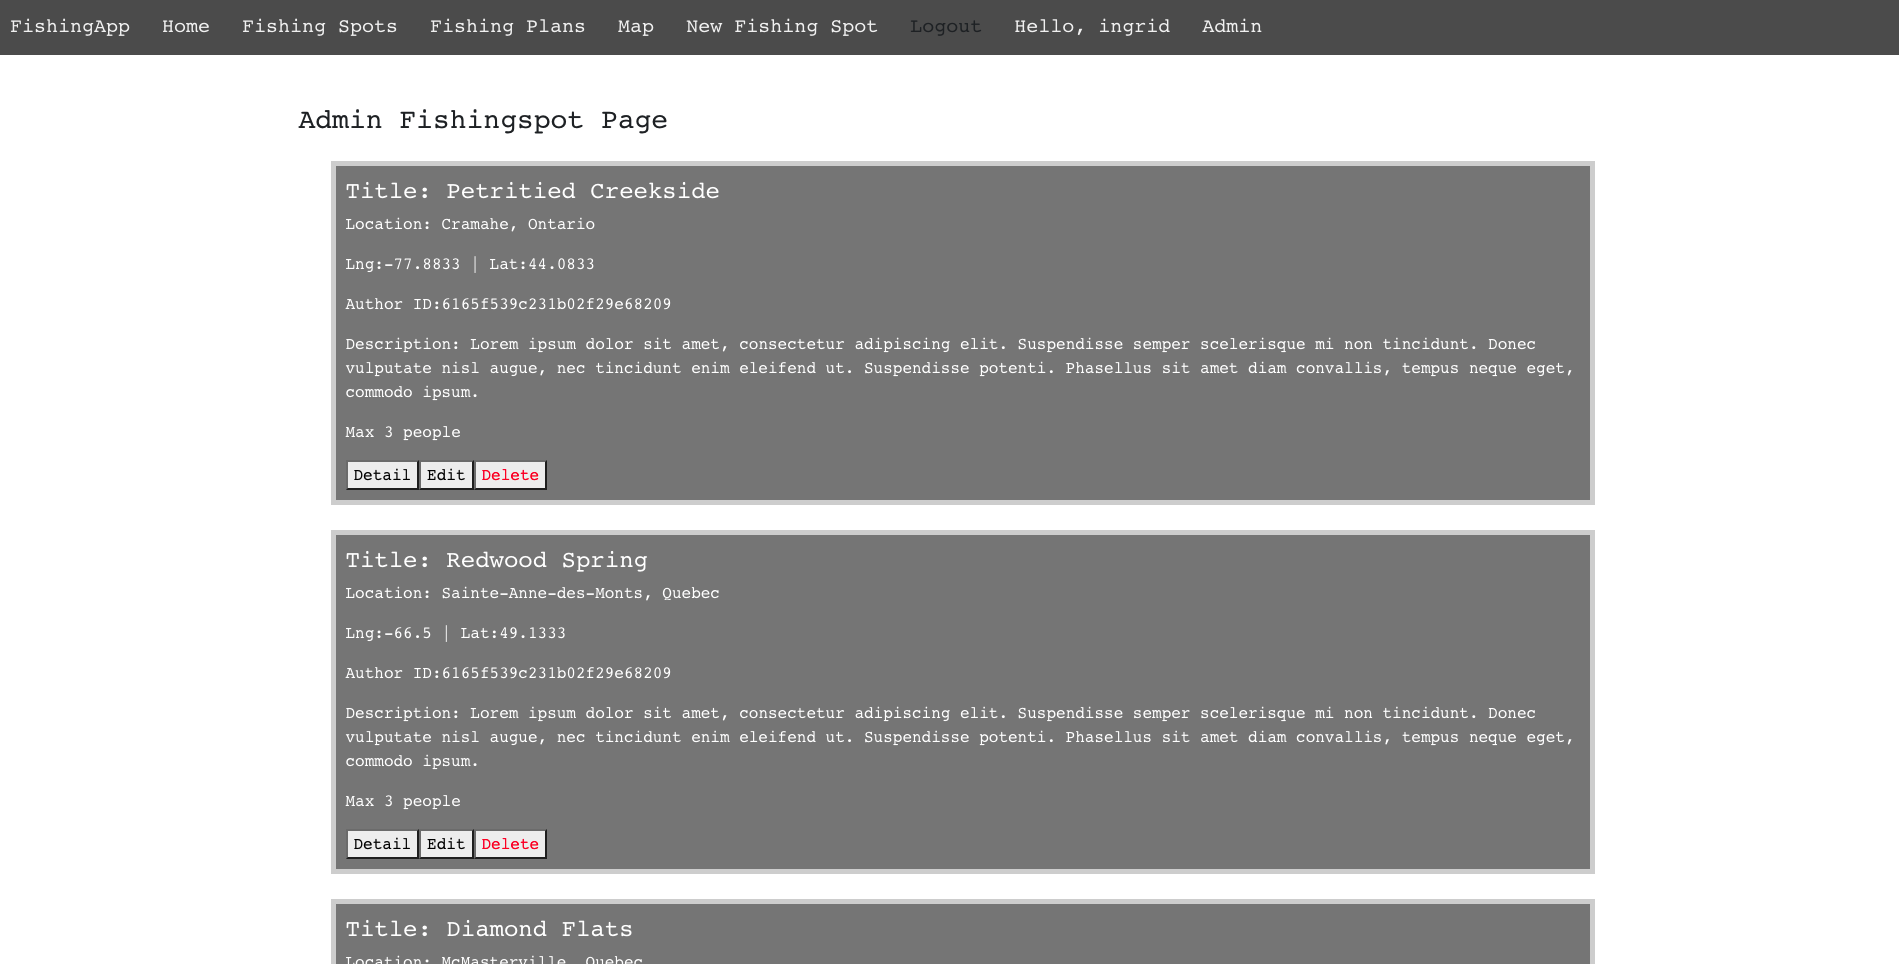 FishingApp Home Fishing Spots Fishing Plans Map New Fishing Spot Logout Hello, ingrid Admin
Admin Fishingspot Page
Title: Petritied Creekside
Location: Cramahe, Ontario
Lng:-77.8833 | Lat:44.0833
Author ID:6165f539c231b02f29e68209
Description: Lorem ipsum dolor sit amet, consectetur adipiscing elit. Suspendisse semper scelerisque mi non tincidunt. Donec
vulputate nisl augue, nec tincidunt enim eleifend ut. Suspendisse potenti. Phasellus sit amet diam convallis, tempus neque eget,
commodo ipsum.
Max 3 people
Detail Edit Delete
Title: Redwood Spring
Location: Sainte-Anne-des-Monts, Quebec
Lng:-66.5 | Lat:49.1333
Author ID:6165f539c231b02f29e68209
Description: Lorem ipsum dolor sit amet, consectetur adipiscing elit. Suspendisse semper scelerisque mi non tincidunt. Donec
vulputate nisl augue, nec tincidunt enim eleifend ut. Suspendisse potenti. Phasellus sit amet diam convallis, tempus neque eget,
commodo ipsum.
Max 3 people
Detail Edit Delete
Title: Diamond Flats
Location: McMasterville, Quebec